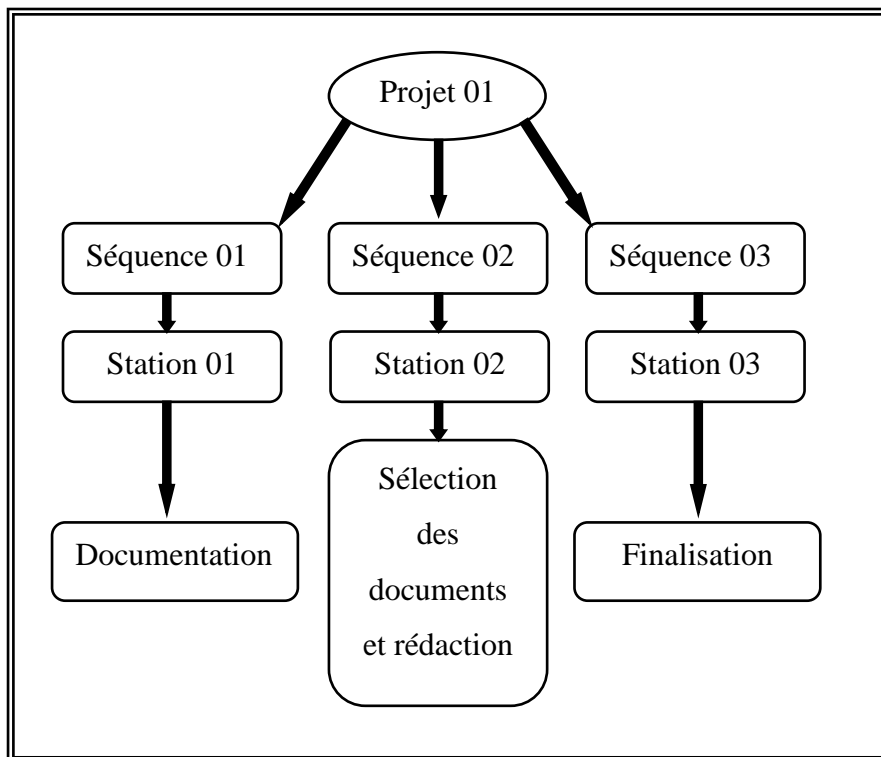 Projet 01
Séquence 01
Séquence 02
Séquence 03
Station 01
Station 02
Station 03
Documentation
Sélection
des
documents
et rédaction
Finalisation